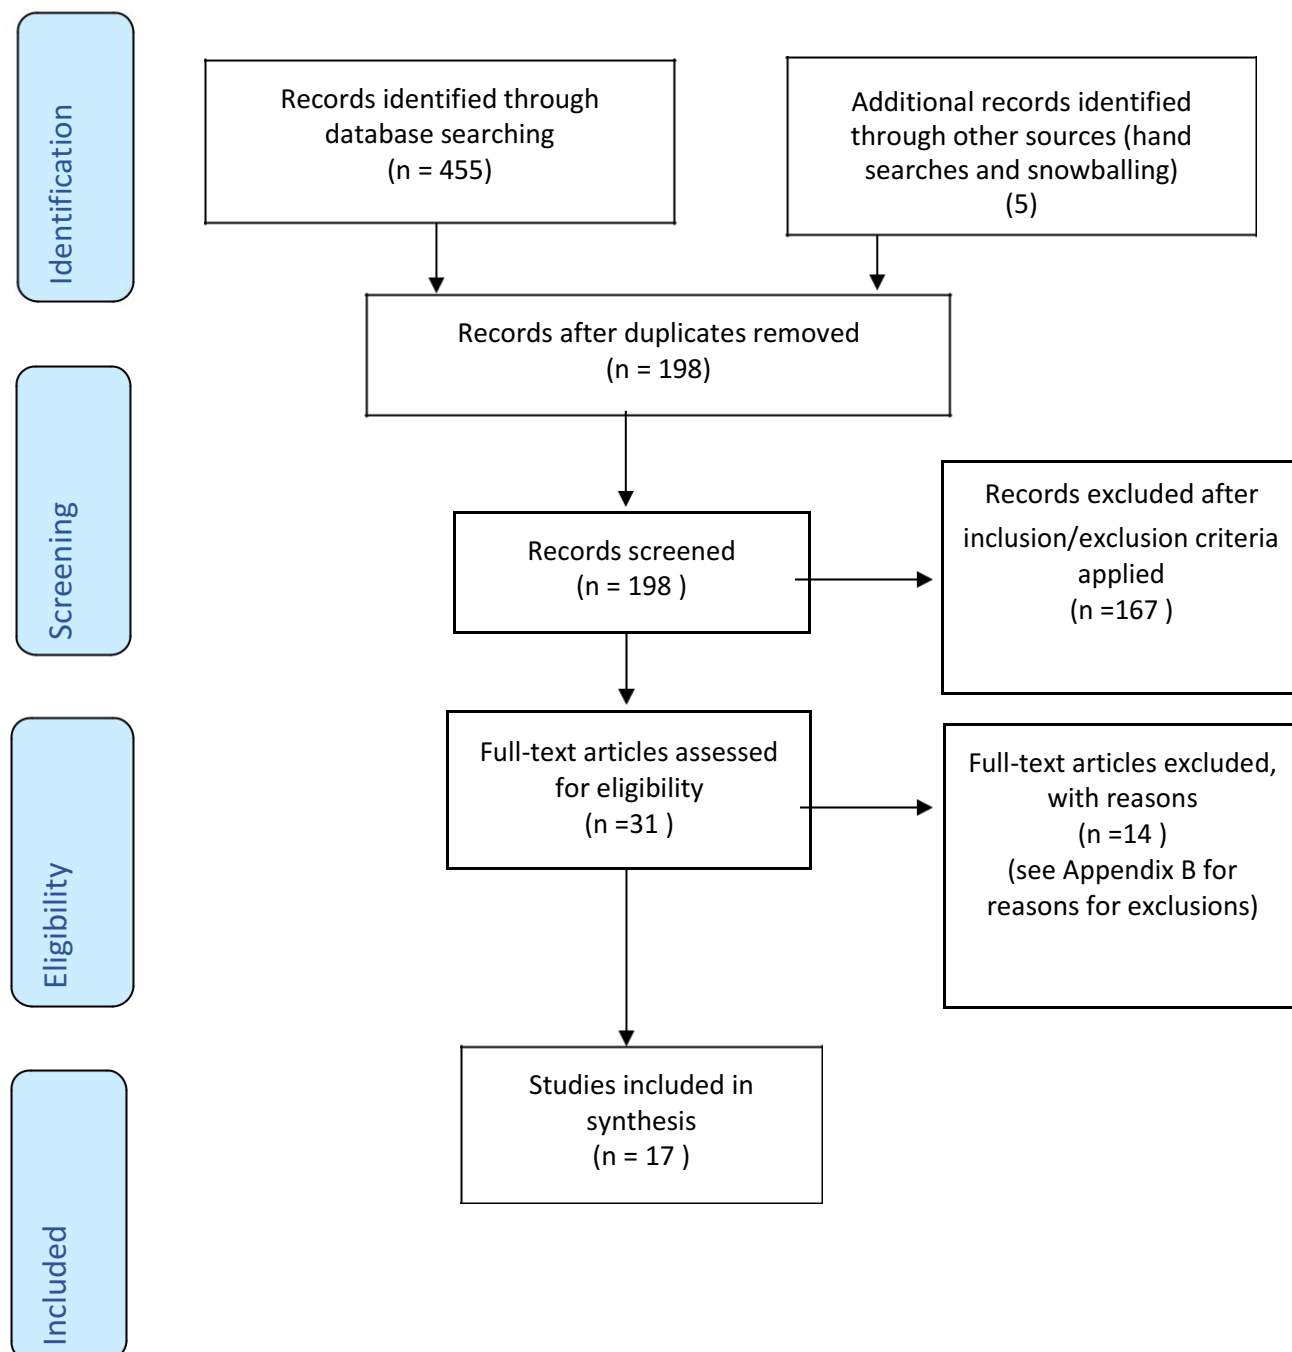 Identification
Records identified through
database searching
(n = 455)
Additional records identified
through other sources (hand
searches and snowballing)
(5)
Records after duplicates removed
(n = 198)
Screening
Records screened
(n = 198 )
Records excluded after
inclusion/exclusion criteria
applied
(n =167 )
Eligibility
Full-text articles assessed
for eligibility
(n =31 )
Full-text articles excluded,
with reasons
(n =14 )
(see Appendix B for
reasons for exclusions)
Included
Studies included in
synthesis
(n = 17 )